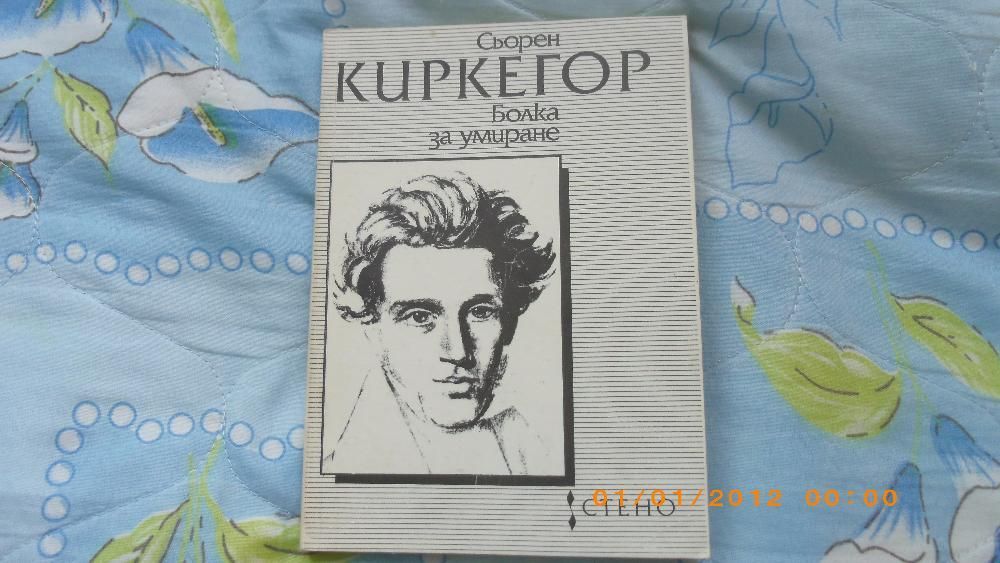 Сьорен
КИРКЕГОР
Болка
за умиране
СТЕНО
01/01/2012 00:00